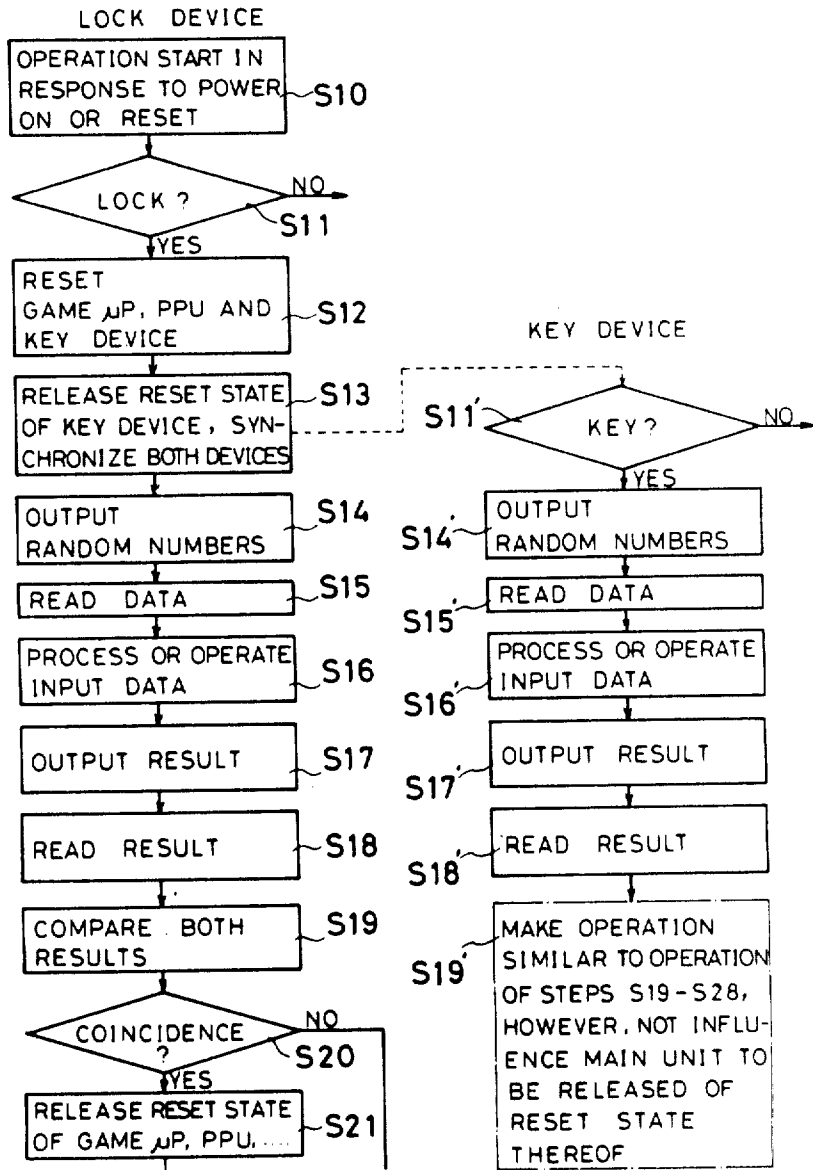 LOCK DEVICE
OPERATION START IN
RESPONSE TO POWER
ON OR RESET
S10
LOCK?
NO
S11
YES
RESET
GAME μP, PPU AND
KEY DEVICE
S12
RELEASE RESET STATE
OF KEY DEVICE, SYN-
CHRONIZE BOTH DEVICES
S13
OUTPUT
RANDOM NUMBERS
S14
READ DATA
S15
PROCESS OR OPERATE
INPUT DATA
S16
OUTPUT RESULT
S17
READ RESULT
S18
COMPARE BOTH
RESULTS
S19
COINCIDENCE
?
NO
S20
YES
RELEASE RESET STATE
OF GAME μP, PPU, ....
S21
KEY DEVICE
S11'
KEY?
NO
YES
S14'
OUTPUT
RANDOM NUMBERS
S15'
READ DATA
S16'
PROCESS OR OPERATE
INPUT DATA
S17'
OUTPUT RESULT
S18'
READ RESULT
S19'
MAKE OPERATION
SIMILAR TO OPERATION
OF STEPS S19-S28,
HOWEVER, NOT INFLU-
ENCE MAIN UNIT TO
BE RELEASED OF
RESET STATE
THEREOF